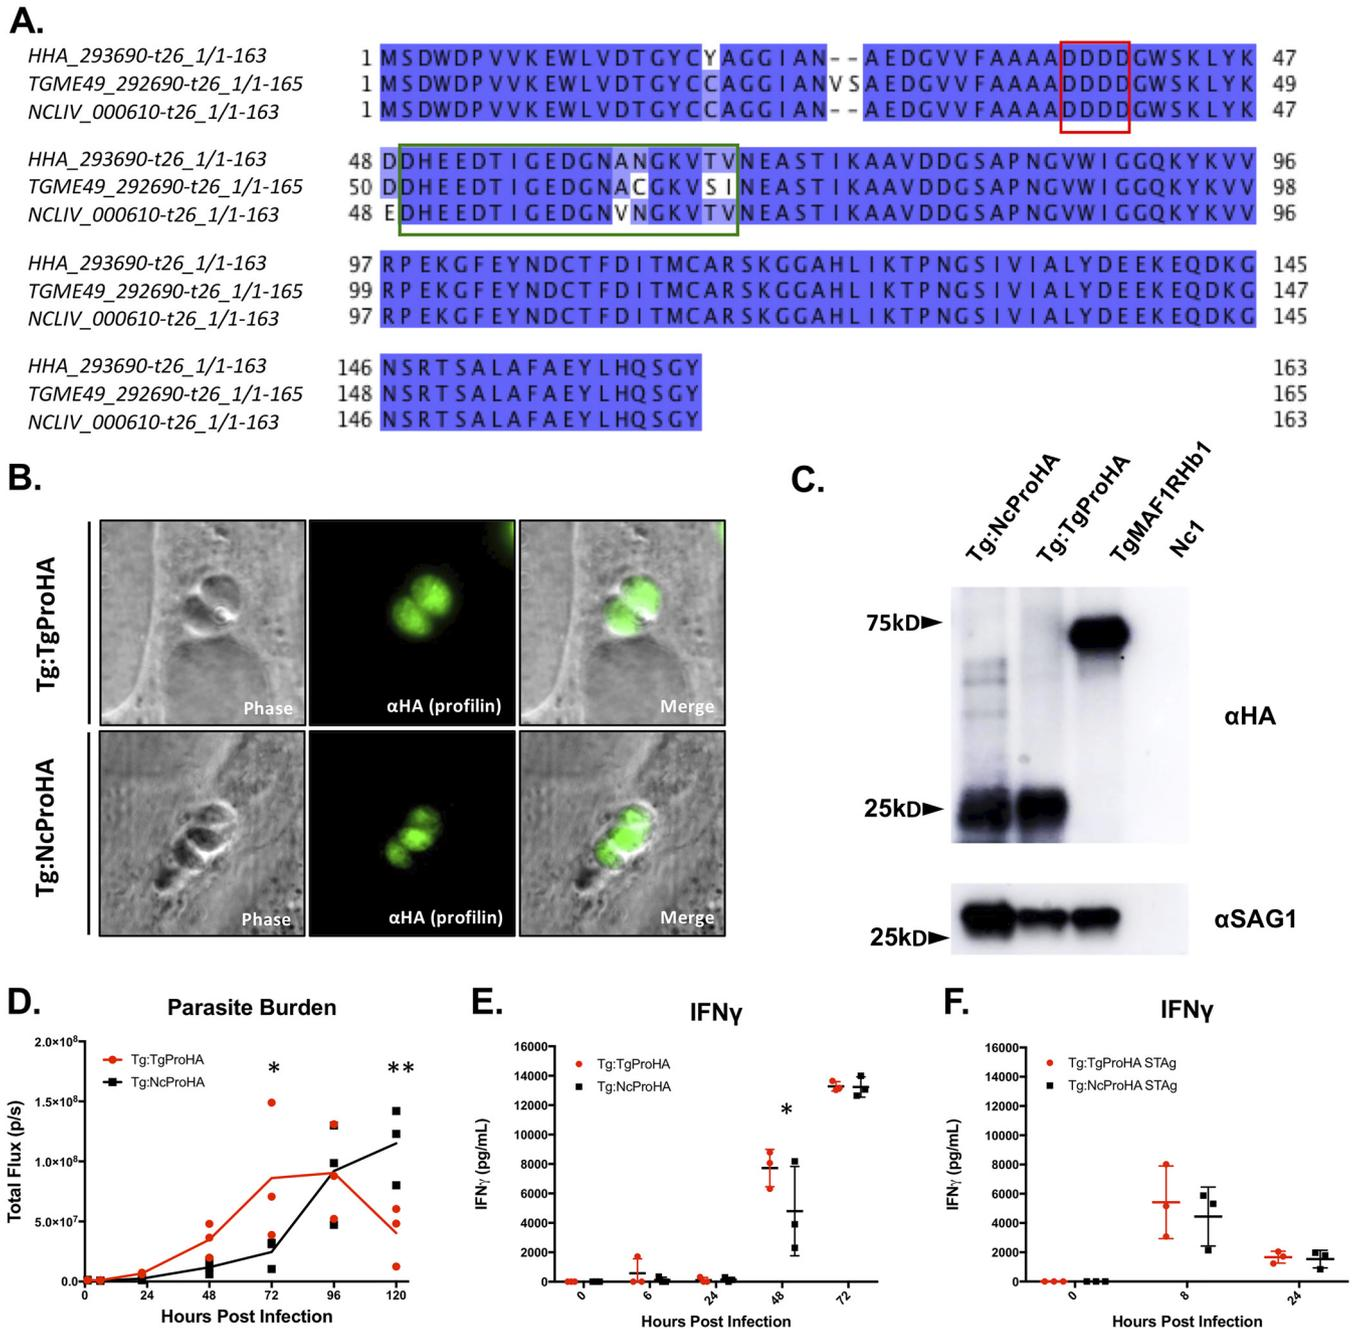 A.
HHA_293690-t26_1/1-163 1 MSDWDPVVKEWLVDTGYCYAGGIAN--AEDGVVFAAAADDDDGWSKLYK 47
TGME49_292690-t26_1/1-165 1 MSDWDPVVKEWLVDTGYCCAGGIANVSAEDGVVFAAAADDDDGWSKLYK 49
NCLIV_000610-t26_1/1-163 1 MSDWDPVVKEWLVDTGYCCAGGIAN--AEDGVVFAAAADDDDGWSKLYK 47
HHA_293690-t26_1/1-163 48 DDHEEDTIGEDGNANGKVTVNEASTIKAAVDDGSAPNGVWIGGQKYKVV 96
TGME49_292690-t26_1/1-165 50 DDHEEDTIGEDGNACGKVSINEASTIKAAVDDGSAPNGVWIGGQKYKVV 98
NCLIV_000610-t26_1/1-163 48 EDHEEDTIGEDGNVNGKVTVNEASTIKAAVDDGSAPNGVWIGGQKYKVV 96
HHA_293690-t26_1/1-163 97 RPEKGFEYNDCTFDITMCARSKGGAHLIKTPNGSIVIALYDEEKEQDKG 145
TGME49_292690-t26_1/1-165 99 RPEKGFEYNDCTFDITMCARSKGGAHLIKTPNGSIVIALYDEEKEQDKG 147
NCLIV_000610-t26_1/1-163 97 RPEKGFEYNDCTFDITMCARSKGGAHLIKTPNGSIVIALYDEEKEQDKG 145
HHA_293690-t26_1/1-163 146 NSRTSALAFAEYLHQSGY 163
TGME49_292690-t26_1/1-165 148 NSRTSALAFAEYLHQSGY 165
NCLIV_000610-t26_1/1-163 146 NSRTSALAFAEYLHQSGY 163
B.
Tg:TgProHA
Phase
αHA (profilin)
Merge
Tg:NcProHA
Phase
αHA (profilin)
Merge
C.
Tg:NcProHA
Tg:TgProHA
TgMAF1RHb1
Nc1
75kD
αHA
25kD
αSAG1
25kD
D.
Parasite Burden
Total Flux (p/s)
2.0×10⁸
1.5×10⁸
1.0×10⁸
5.0×10⁷
0.0
Tg:TgProHA
Tg:NcProHA
*
**
0 24 48 72 96 120
Hours Post Infection
E.
IFNγ
IFNγ (pg/mL)
16000
14000
12000
10000
8000
6000
4000
2000
0
Tg:TgProHA
Tg:NcProHA
*
0 6 24 48 72
Hours Post Infection
F.
IFNγ
IFNγ (pg/mL)
16000
14000
12000
10000
8000
6000
4000
2000
0
Tg:TgProHA STAg
Tg:NcProHA STAg
0 8 24
Hours Post Infection